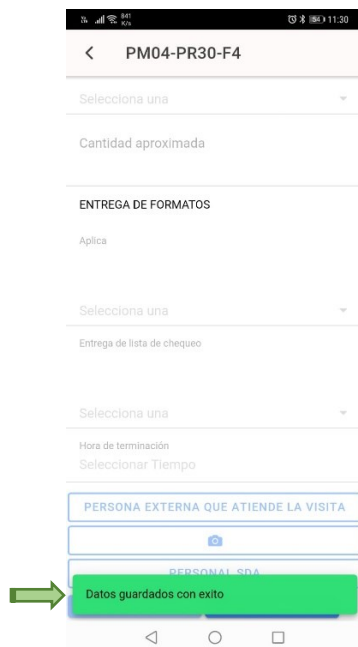 841
K/s
54 11:30
PM04-PR30-F4
Selecciona una
Cantidad aproximada
ENTREGA DE FORMATOS
Aplica
Selecciona una
Entrega de lista de chequeo
Selecciona una
Hora de terminación
Seleccionar Tiempo
PERSONA EXTERNA QUE ATIENDE LA VISITA
PERSONAL SDA
Datos guardados con exito